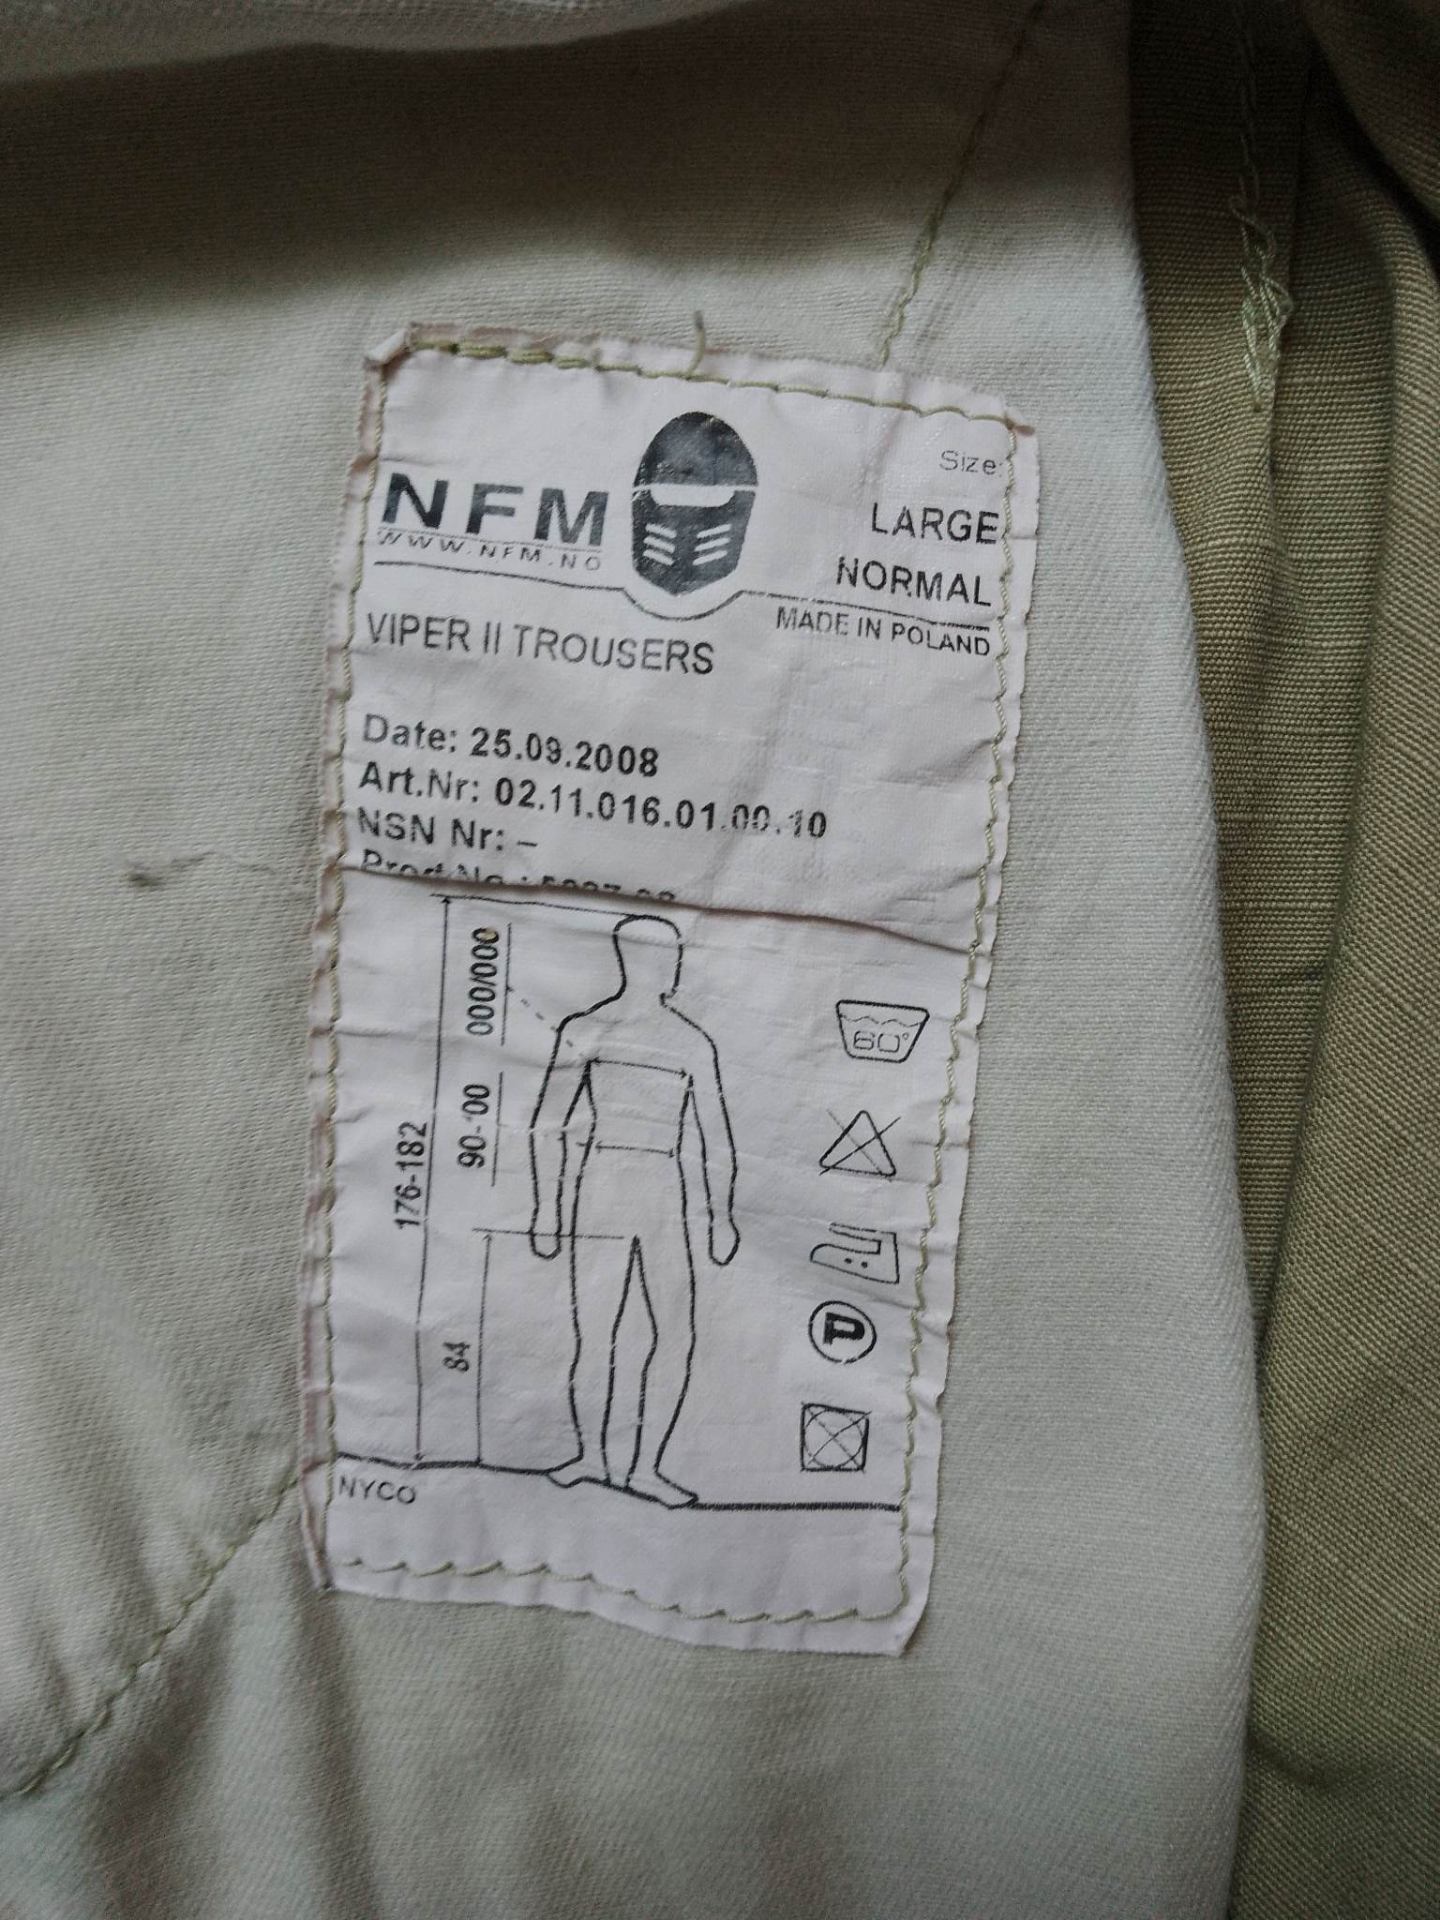 NFM
WWW.NFM.NO
Size:
LARGE
NORMAL
MADE IN POLAND
VIPER II TROUSERS
Date: 25.09.2008
Art.Nr: 02.11.016.01.00.10
NSN Nr: –
000/000
90-100
176-182
84
60°
P
NYCO